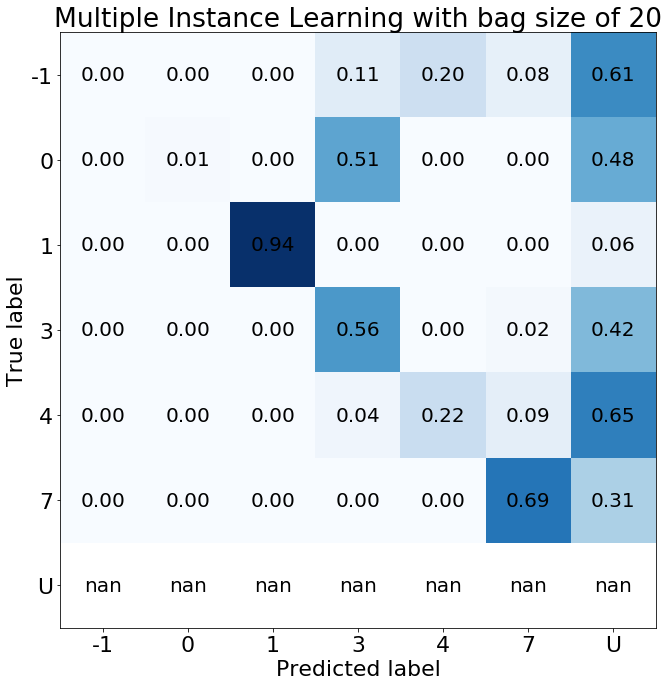 Multiple Instance Learning with bag size of 20
True label
-1 0.00 0.00 0.00 0.11 0.20 0.08 0.61
0 0.00 0.01 0.00 0.51 0.00 0.00 0.48
1 0.00 0.00 0.94 0.00 0.00 0.00 0.06
3 0.00 0.00 0.00 0.56 0.00 0.02 0.42
4 0.00 0.00 0.00 0.04 0.22 0.09 0.65
7 0.00 0.00 0.00 0.00 0.00 0.69 0.31
U nan nan nan nan nan nan nan
-1 0 1 3 4 7 U
Predicted label